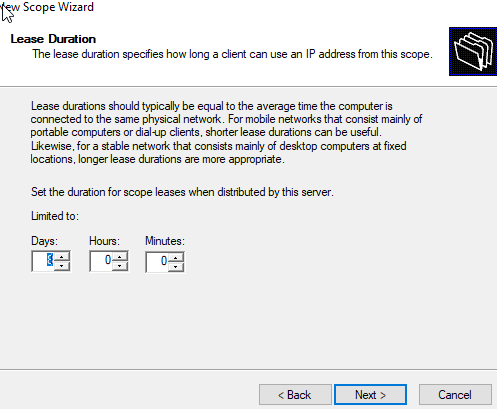 New Scope Wizard
Lease Duration
The lease duration specifies how long a client can use an IP address from this scope.
Lease durations should typically be equal to the average time the computer is
connected to the same physical network. For mobile networks that consist mainly of
portable computers or dial-up clients, shorter lease durations can be useful.
Likewise, for a stable network that consists mainly of desktop computers at fixed
locations, longer lease durations are more appropriate.
Set the duration for scope leases when distributed by this server.
Limited to:
Days: Hours: Minutes:
0 0
< Back Next > Cancel